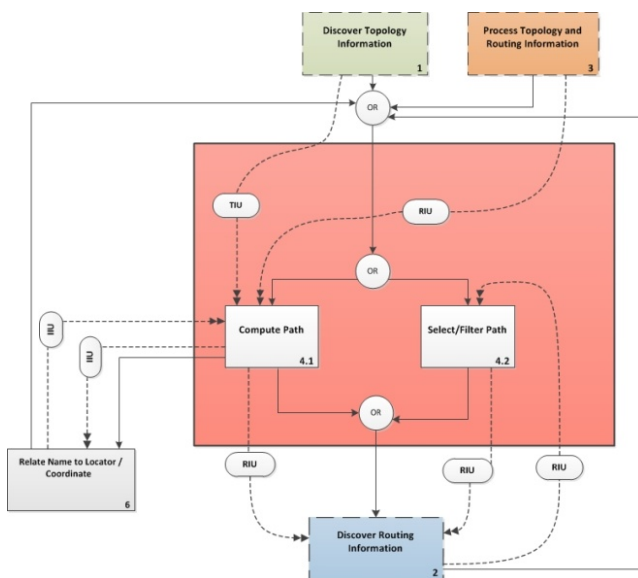 Discover Topology
Information
1
Process Topology and
Routing Information
3
OR
TIU
RIU
OR
IIU
IIU
Compute Path
4.1
Select/Filter Path
4.2
OR
RIU
RIU
RIU
Relate Name to Locator /
Coordinate
6
Discover Routing
Information
2